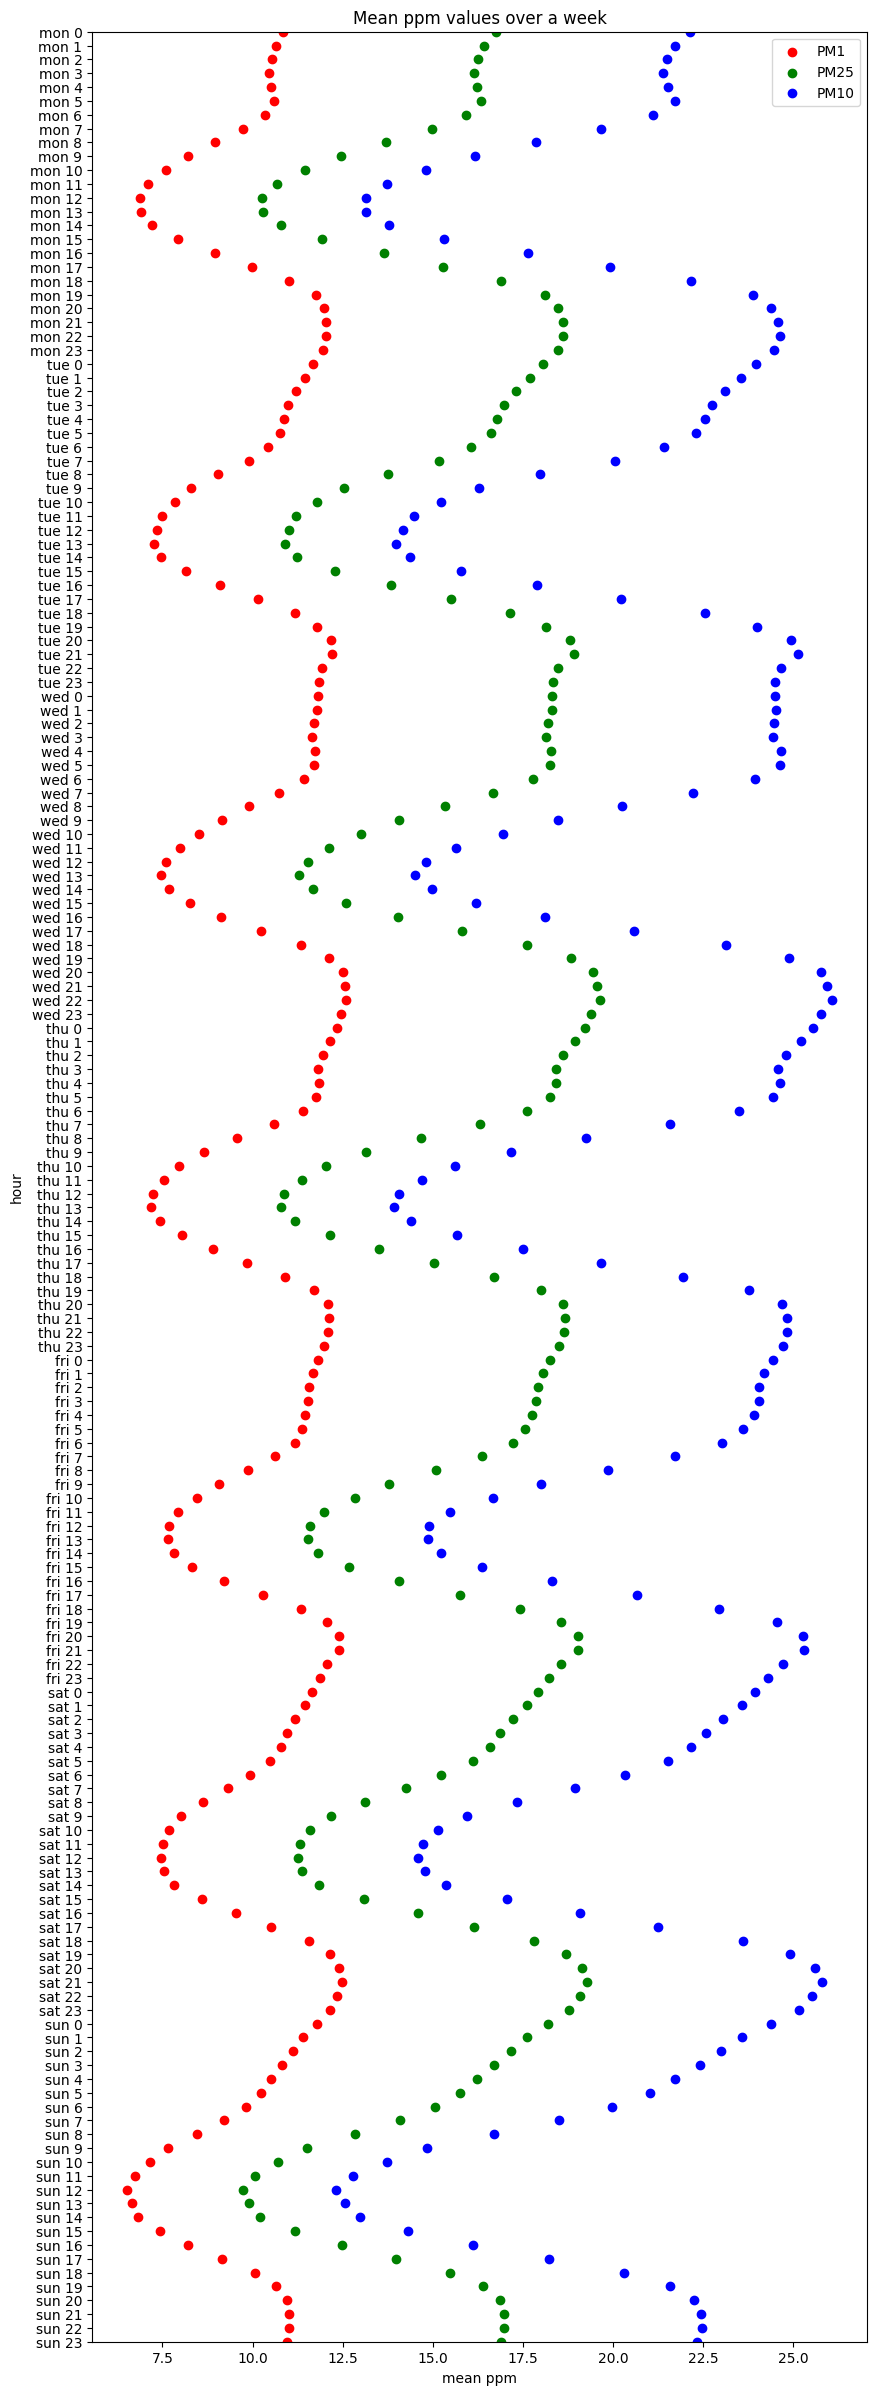 Mean ppm values over a week
PM1
PM25
PM10
mon 0
mon 1
mon 2
mon 3
mon 4
mon 5
mon 6
mon 7
mon 8
mon 9
mon 10
mon 11
mon 12
mon 13
mon 14
mon 15
mon 16
mon 17
mon 18
mon 19
mon 20
mon 21
mon 22
mon 23
tue 0
tue 1
tue 2
tue 3
tue 4
tue 5
tue 6
tue 7
tue 8
tue 9
tue 10
tue 11
tue 12
tue 13
tue 14
tue 15
tue 16
tue 17
tue 18
tue 19
tue 20
tue 21
tue 22
tue 23
wed 0
wed 1
wed 2
wed 3
wed 4
wed 5
wed 6
wed 7
wed 8
wed 9
wed 10
wed 11
wed 12
wed 13
wed 14
wed 15
wed 16
wed 17
wed 18
wed 19
wed 20
wed 21
wed 22
wed 23
thu 0
thu 1
thu 2
thu 3
thu 4
thu 5
thu 6
thu 7
thu 8
thu 9
thu 10
thu 11
thu 12
thu 13
thu 14
thu 15
thu 16
thu 17
thu 18
thu 19
thu 20
thu 21
thu 22
thu 23
fri 0
fri 1
fri 2
fri 3
fri 4
fri 5
fri 6
fri 7
fri 8
fri 9
fri 10
fri 11
fri 12
fri 13
fri 14
fri 15
fri 16
fri 17
fri 18
fri 19
fri 20
fri 21
fri 22
fri 23
sat 0
sat 1
sat 2
sat 3
sat 4
sat 5
sat 6
sat 7
sat 8
sat 9
sat 10
sat 11
sat 12
sat 13
sat 14
sat 15
sat 16
sat 17
sat 18
sat 19
sat 20
sat 21
sat 22
sat 23
sun 0
sun 1
sun 2
sun 3
sun 4
sun 5
sun 6
sun 7
sun 8
sun 9
sun 10
sun 11
sun 12
sun 13
sun 14
sun 15
sun 16
sun 17
sun 18
sun 19
sun 20
sun 21
sun 22
sun 23
hour
7.5 10.0 12.5 15.0 17.5 20.0 22.5 25.0
mean ppm